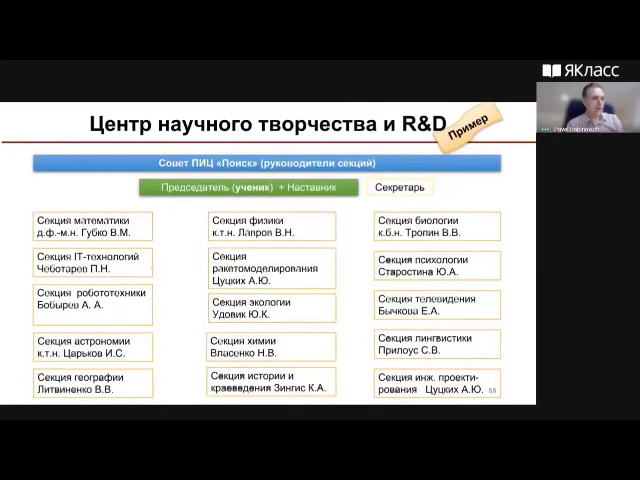 ЯКласс
Центр научного творчества и R&D
Пример
Совет ПИЦ «Поиск» (руководители секций)
Председатель (ученик) + Наставник
Секретарь
Секция математики
д.ф.-м.н. Губко В.М.
Секция IT-технологий
Чеботарев П.Н.
Секция робототехники
Бобырев А. А.
Секция астрономии
к.т.н. Царьков И.С.
Секция географии
Литвиненко В.В.
Секция физики
к.т.н. Лавров В.Н.
Секция
ракетомоделирования
Цуцких А.Ю.
Секция экологии
Удовик Ю.К.
Секция химии
Власенко Н.В.
Секция истории и
краеведения Зингис К.А.
Секция биологии
к.б.н. Тропин В.В.
Секция психологии
Старостина Ю.А.
Секция телевидения
Бычкова Е.А.
Секция лингвистики
Прилоус С.В.
Секция инж. проекти-
рования Цуцких А.Ю.